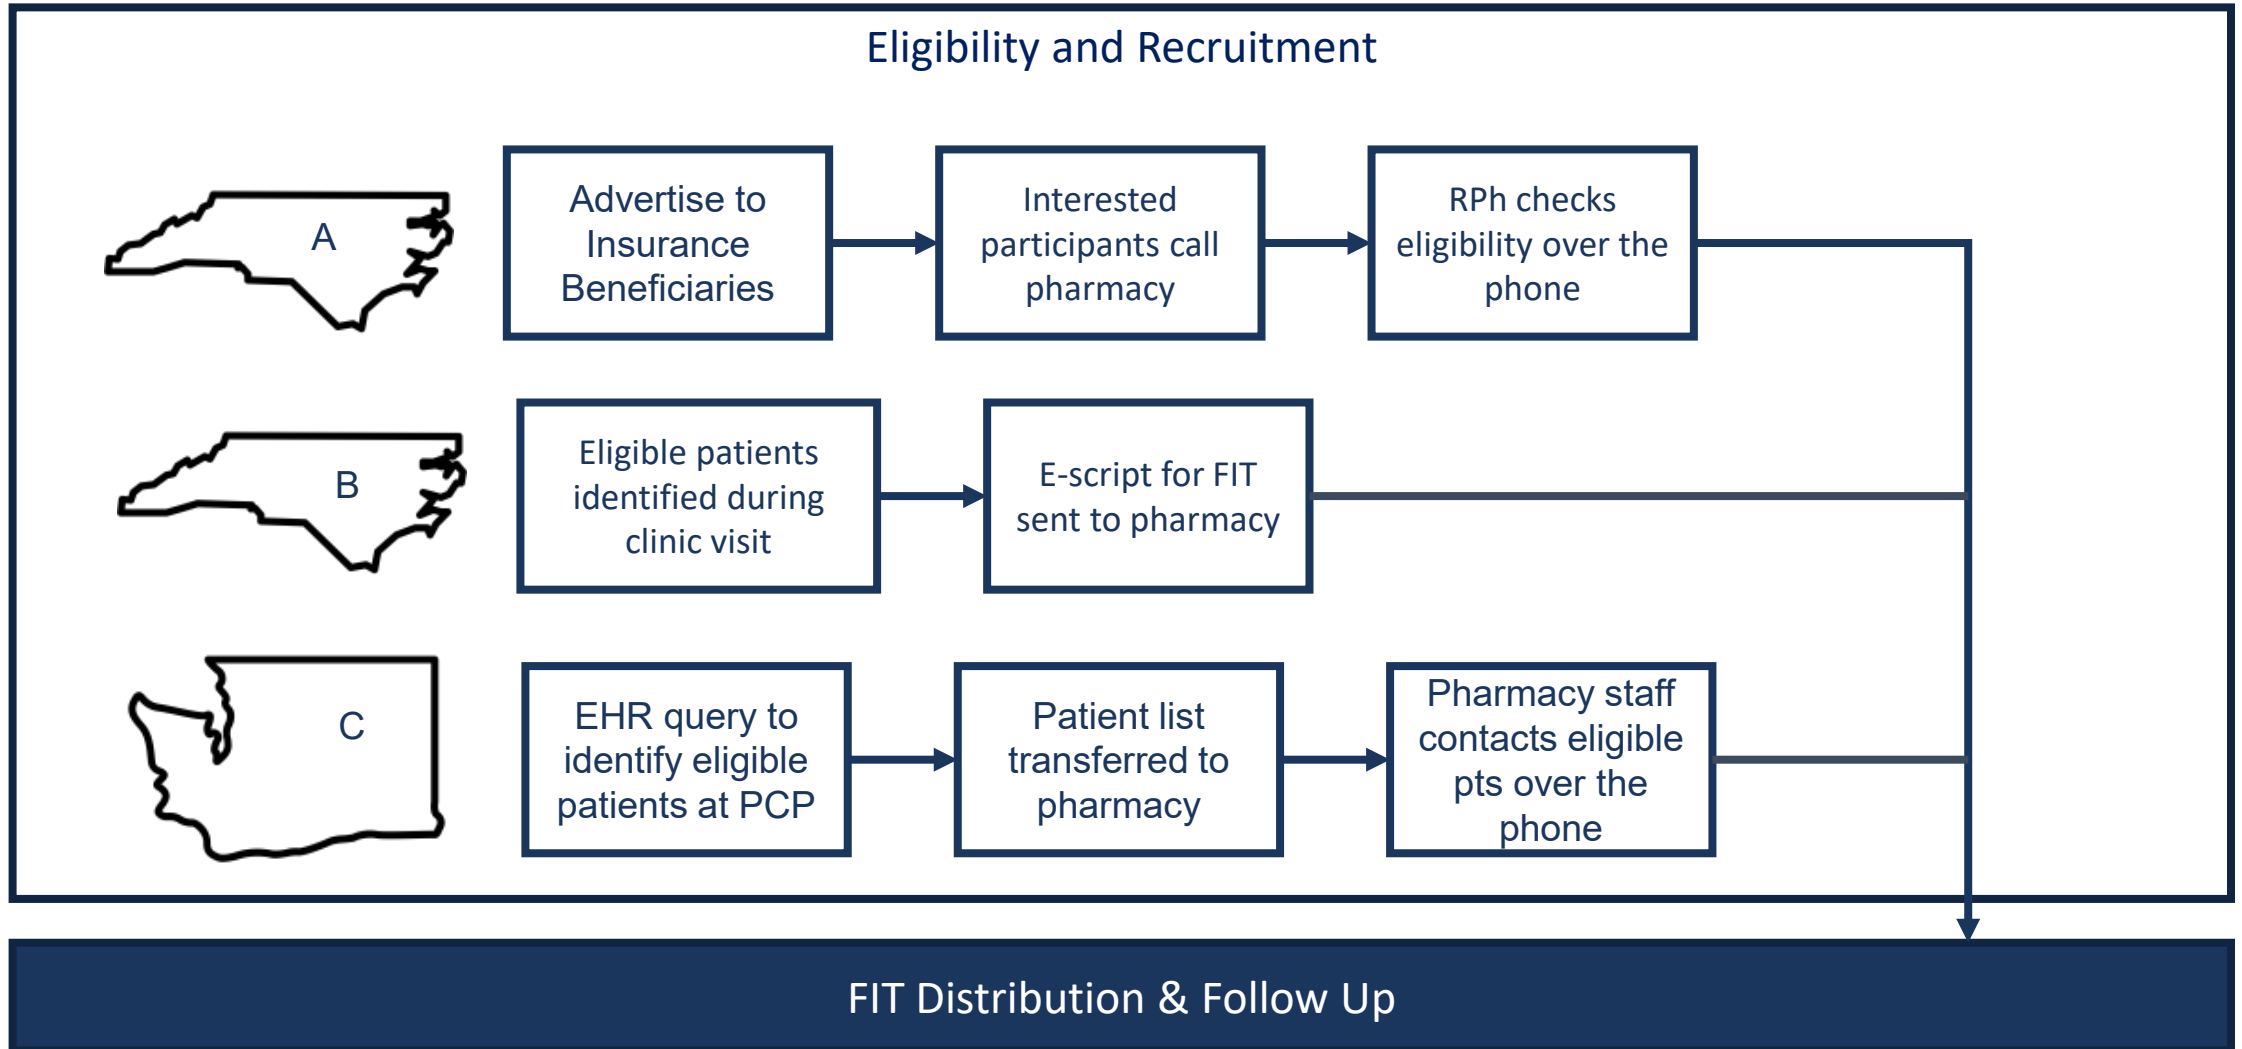 Eligibility and Recruitment
A
Advertise to
Insurance
Beneficiaries
Interested
participants call
pharmacy
RPh checks
eligibility over the
phone
B
Eligible patients
identified during
clinic visit
E-script for FIT
sent to pharmacy
C
EHR query to
identify eligible
patients at PCP
Patient list
transferred to
pharmacy
Pharmacy staff
contacts eligible
pts over the
phone
FIT Distribution & Follow Up